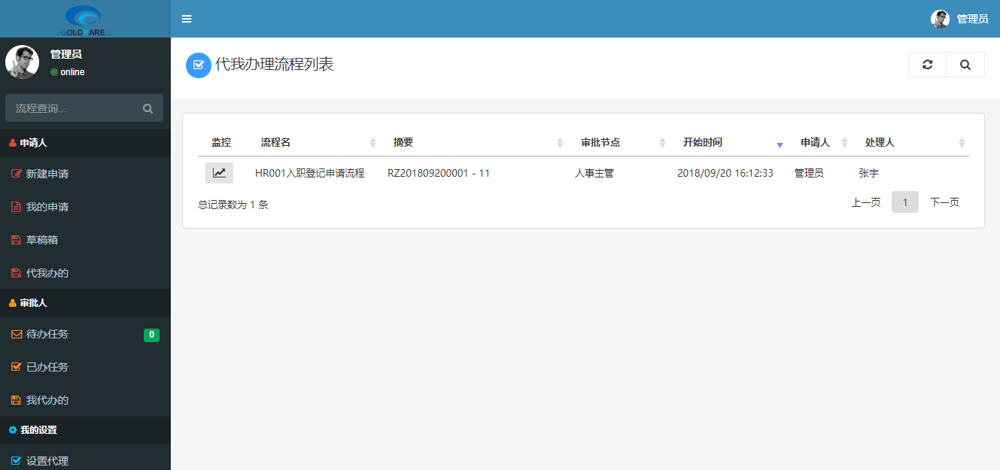 GOLDWARE
管理员
管理员
online
流程查询...
申请人
新建申请
我的申请
草稿箱
代我办的
审批人
待办任务 0
已办任务
我代办的
我的设置
设置代理
代我办理流程列表
监控 流程名 摘要 审批节点 开始时间 申请人 处理人
HR001入职登记申请流程 RZ201809200001 - 11 人事主管 2018/09/20 16:12:33 管理员 张宇
总记录数为 1 条
上一页 1 下一页